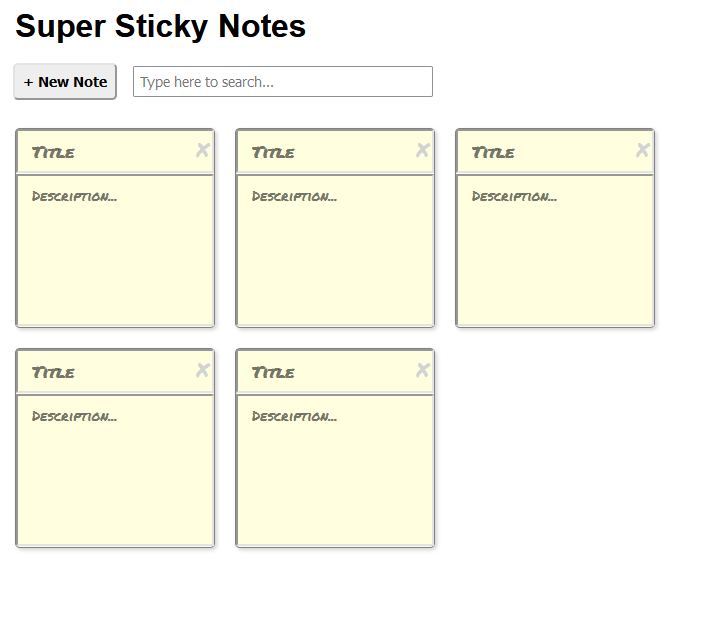 Super Sticky Notes
+ New Note
Type here to search...
Title ✘ Title ✘ Title ✘
Description... Description... Description...
Title ✘ Title ✘
Description... Description...